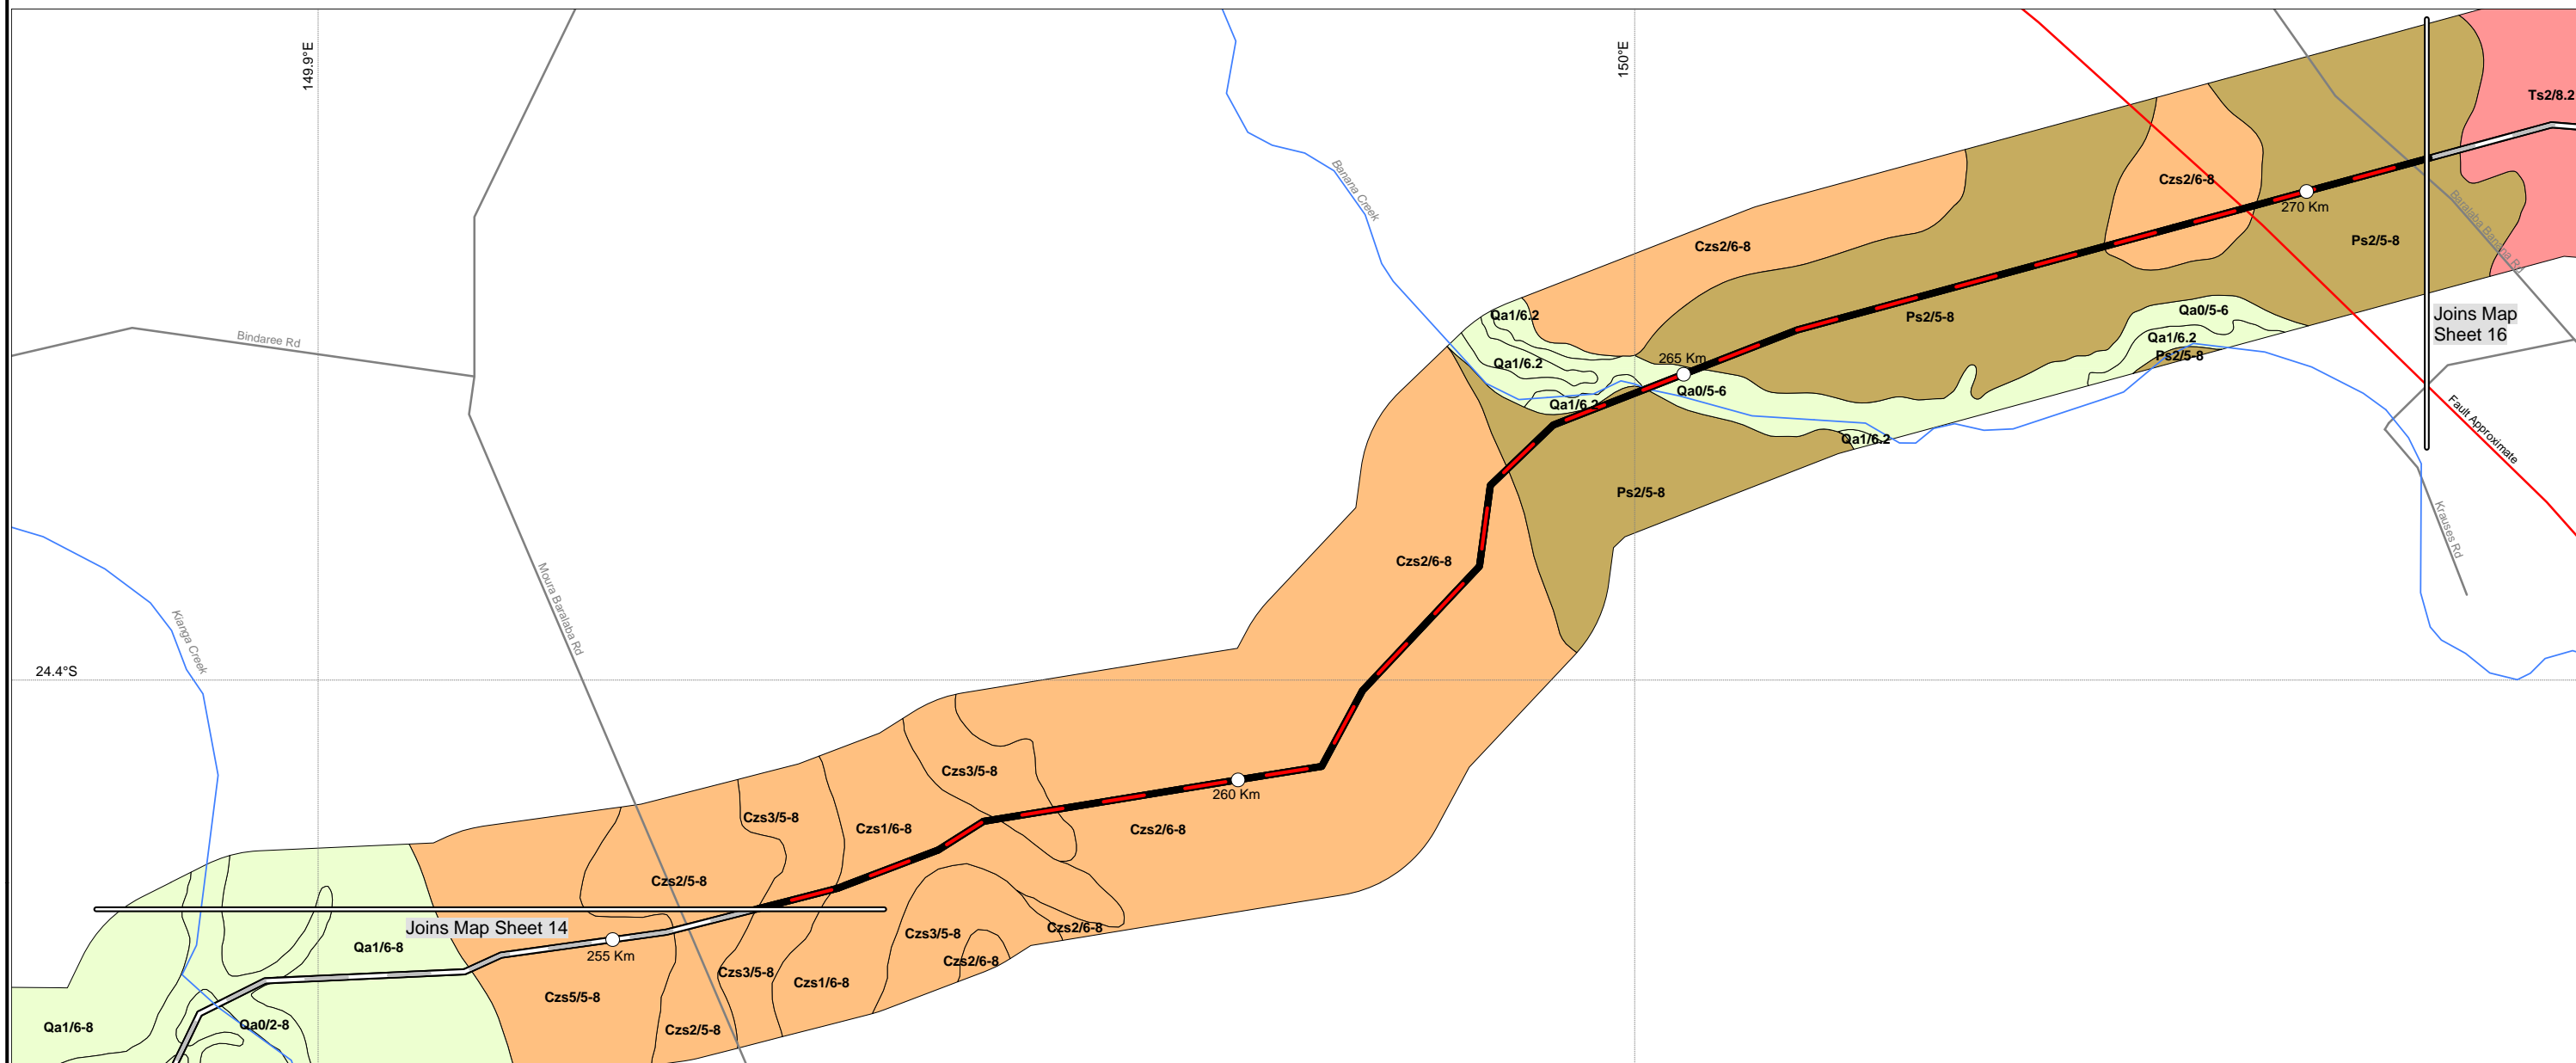 149.9°E
150°E
Ts2/8.2
Banana Creek
Czs2/6-8
270 Km
Baralaba Banana Rd
Czs2/6-8
Ps2/5-8
Qa1/6.2
Qa0/5-6
Ps2/5-8
Joins Map
Sheet 16
Bindaree Rd
Qa1/6.2
Ps2/5-8
265 Km
Qa1/6.2
Qa0/5-6
Qa1/6.2
Qa1/6.2
Fault Approximate
Ps2/5-8
Krauses Rd
Czs2/6-8
Moura Baralaba Rd
Kianga Creek
24.4°S
Czs3/5-8
260 Km
Czs3/5-8
Czs1/6-8
Czs2/6-8
Czs2/5-8
Joins Map Sheet 14
Czs3/5-8
Czs2/6-8
Qa1/6-8
255 Km
Czs2/6-8
Czs3/5-8
Czs1/6-8
Czs5/5-8
Qa1/6-8
Qa0/2-8
Czs2/5-8